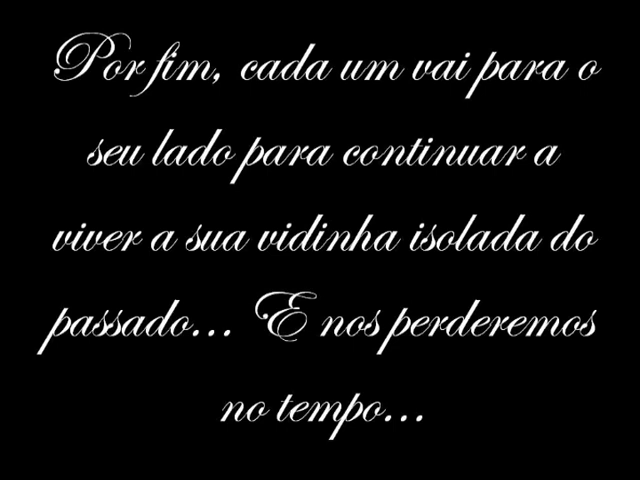 Por fim, cada um vai para o
seu lado para continuar a
viver a sua vidinha isolada do
passado... E nos perderemos
no tempo...